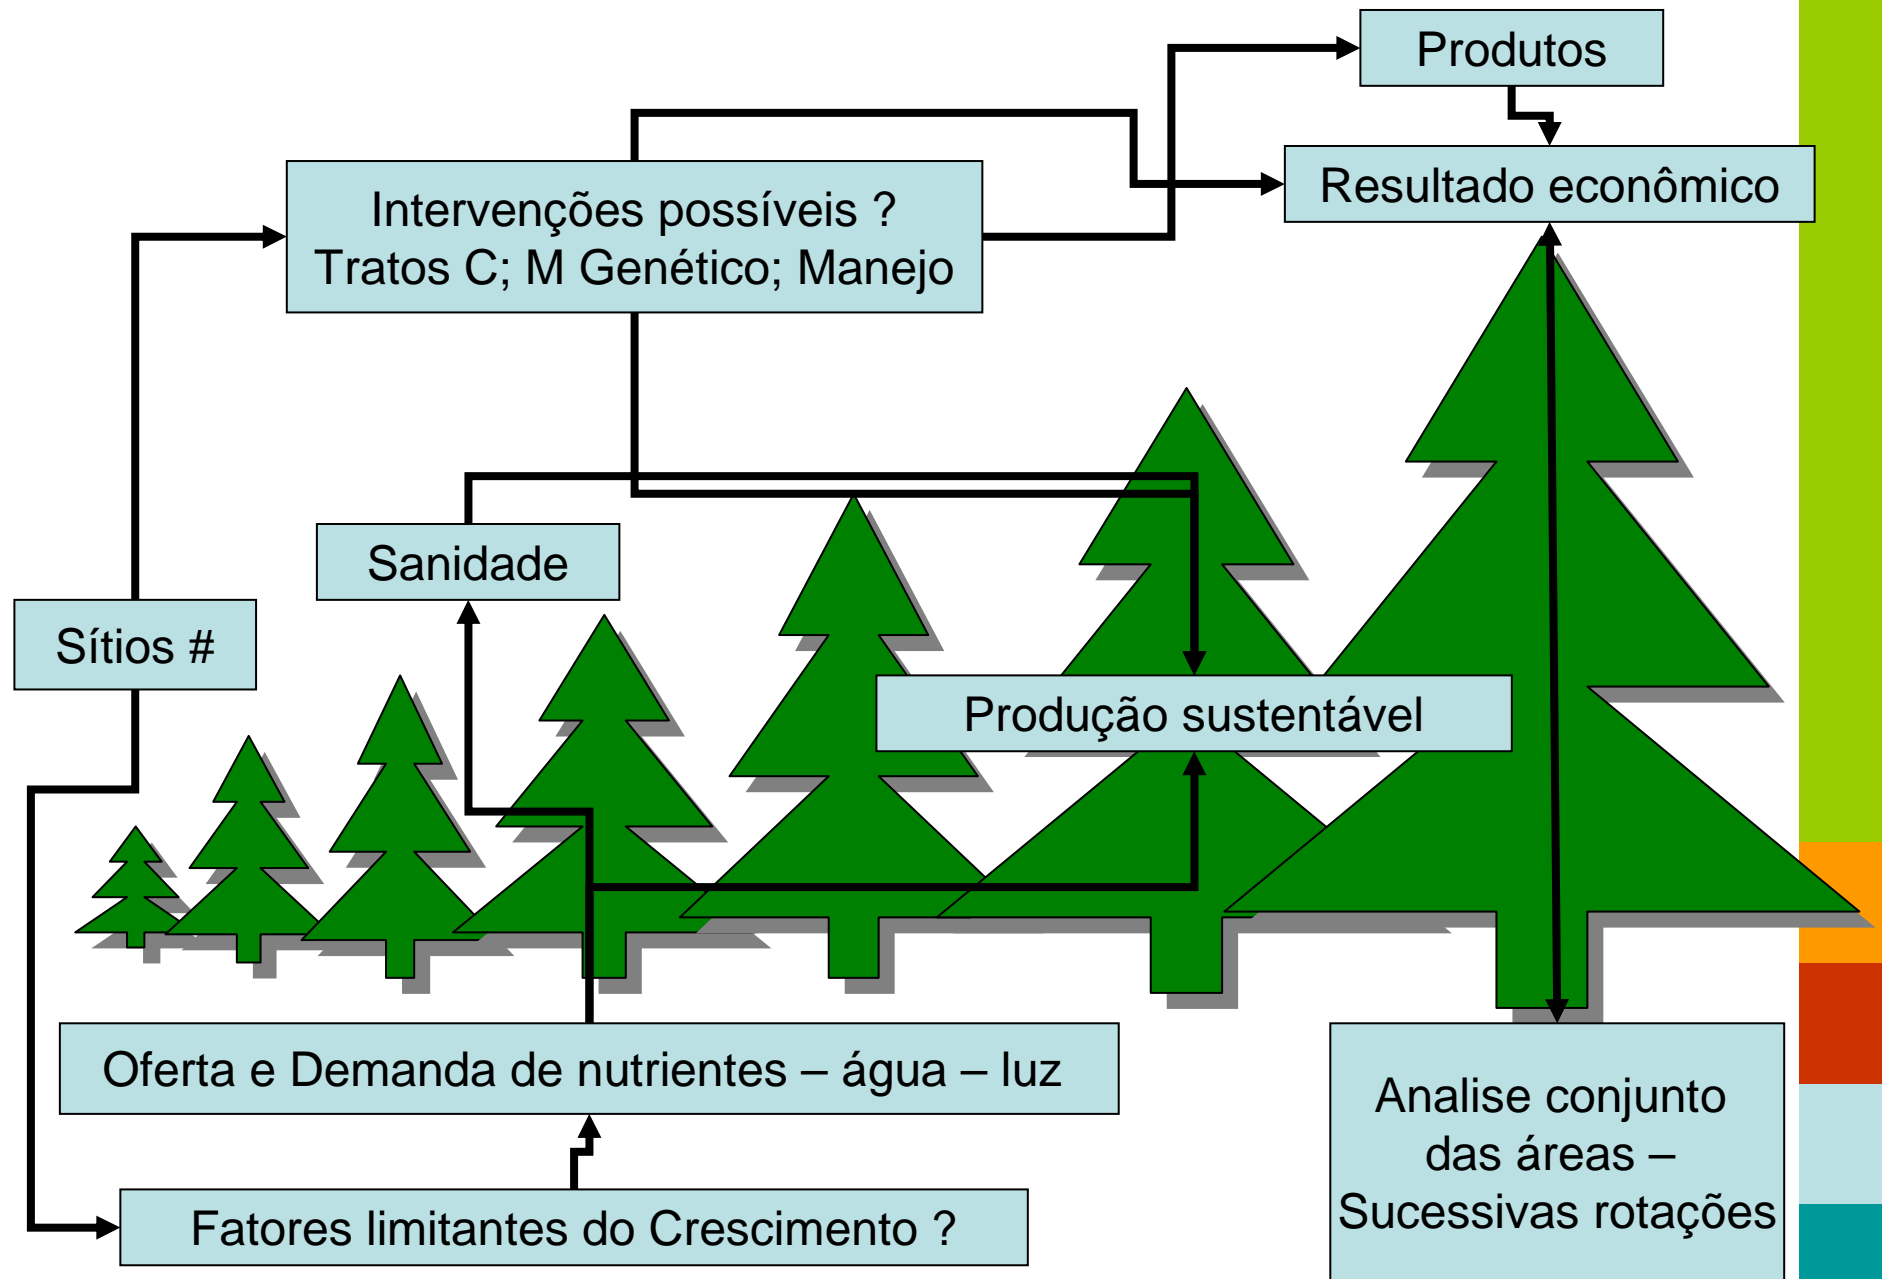 Produtos
Resultado econômico
Intervenções possíveis ?
Tratos C; M Genético; Manejo
Sanidade
Sítios #
Produção sustentável
Oferta e Demanda de nutrientes – água – luz
Analise conjunto
das áreas –
Sucessivas rotações
Fatores limitantes do Crescimento ?